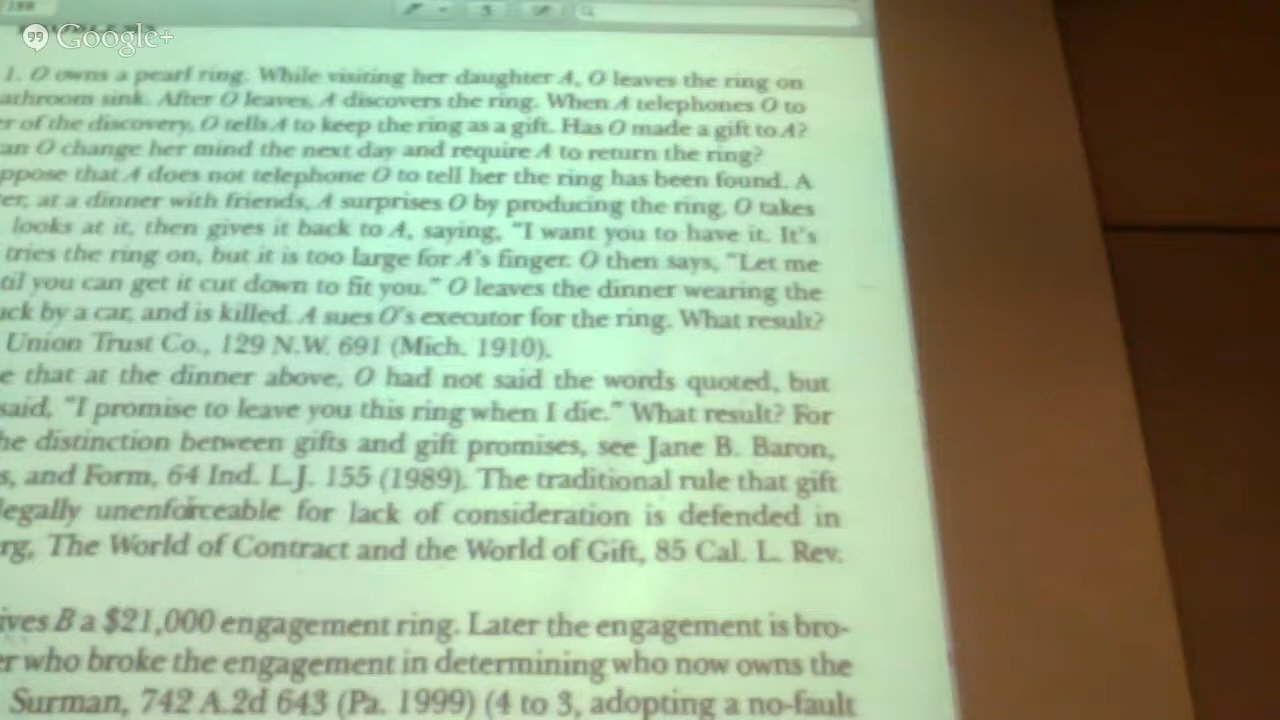 Google+
1. O owns a pearl ring. While visiting her daughter A, O leaves the ring on
athroom sink. After O leaves, A discovers the ring. When A telephones O to
er of the discovery, O tells A to keep the ring as a gift. Has O made a gift to A?
an O change her mind the next day and require A to return the ring?
ppose that A does not telephone O to tell her the ring has been found. A
er, at a dinner with friends, A surprises O by producing the ring. O takes
looks at it, then gives it back to A, saying, "I want you to have it. It's
tries the ring on, but it is too large for A's finger. O then says, "Let me
til you can get it cut down to fit you." O leaves the dinner wearing the
uck by a car, and is killed. A sues O's executor for the ring. What result?
Union Trust Co., 129 N.W. 691 (Mich. 1910).
e that at the dinner above, O had not said the words quoted, but
said, "I promise to leave you this ring when I die." What result? For
he distinction between gifts and gift promises, see Jane B. Baron,
s, and Form, 64 Ind. L.J. 155 (1989). The traditional rule that gift
legally unenforceable for lack of consideration is defended in
rg, The World of Contract and the World of Gift, 85 Cal. L. Rev.
ives B a $21,000 engagement ring. Later the engagement is bro-
er who broke the engagement in determining who now owns the
Surman, 742 A.2d 643 (Pa. 1999) (4 to 3, adopting a no-fault